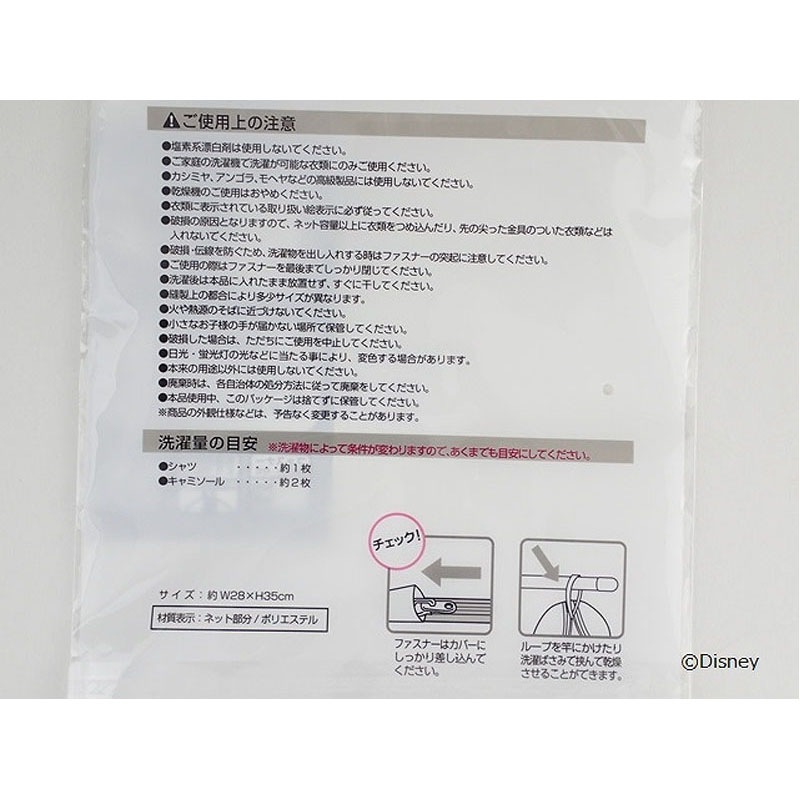 ⚠ご使用上の注意
●塩素系漂白剤は使用しないでください。
●ご家庭の洗濯機で洗濯が可能な衣類にのみご使用ください。
●カシミヤ、アンゴラ、モヘヤなどの高級製品には使用しないでください。
●乾燥機のご使用はおやめください。
●衣類に表示されている取り扱い絵表示に必ず従ってください。
●破損の原因となりますので、ネット容量以上に衣類をつめ込んだり、先の尖った金具のついた衣類などは
入れないでください。
●破損・伝線を防ぐため、洗濯物を出し入れする時はファスナーの突起に注意してください。
●ご使用の際はファスナーを最後までしっかり閉じてください。
●洗濯後は本品に入れたまま放置せず、すぐに干してください。
●縫製上の都合により多少サイズが異なります。
●火や熱源のそばに近づけないでください。
●小さなお子様の手が届かない場所で保管してください。
●破損した場合は、ただちにご使用を中止してください。
●日光・蛍光灯の光などに当たる事により、変色する場合があります。
●本来の用途以外には使用しないでください。
●廃棄時は、各自治体の処分方法に従って廃棄をしてください。
●本品使用中、このパッケージは捨てずに保管してください。
※商品の外観仕様などは、予告なく変更することがあります。
洗濯量の目安 ※洗濯物によって条件が変わりますので、あくまでも目安にしてください。
●シャツ ・・・・・約1枚
●キャミソール ・・・・・約2枚
チェック!
サイズ：約 W28×H35cm
材質表示：ネット部分/ポリエステル
ファスナーはカバーに
しっかり差し込んで
ください。
ループを竿にかけたり
洗濯ばさみで挟んで乾燥
させることができます。
©Disney